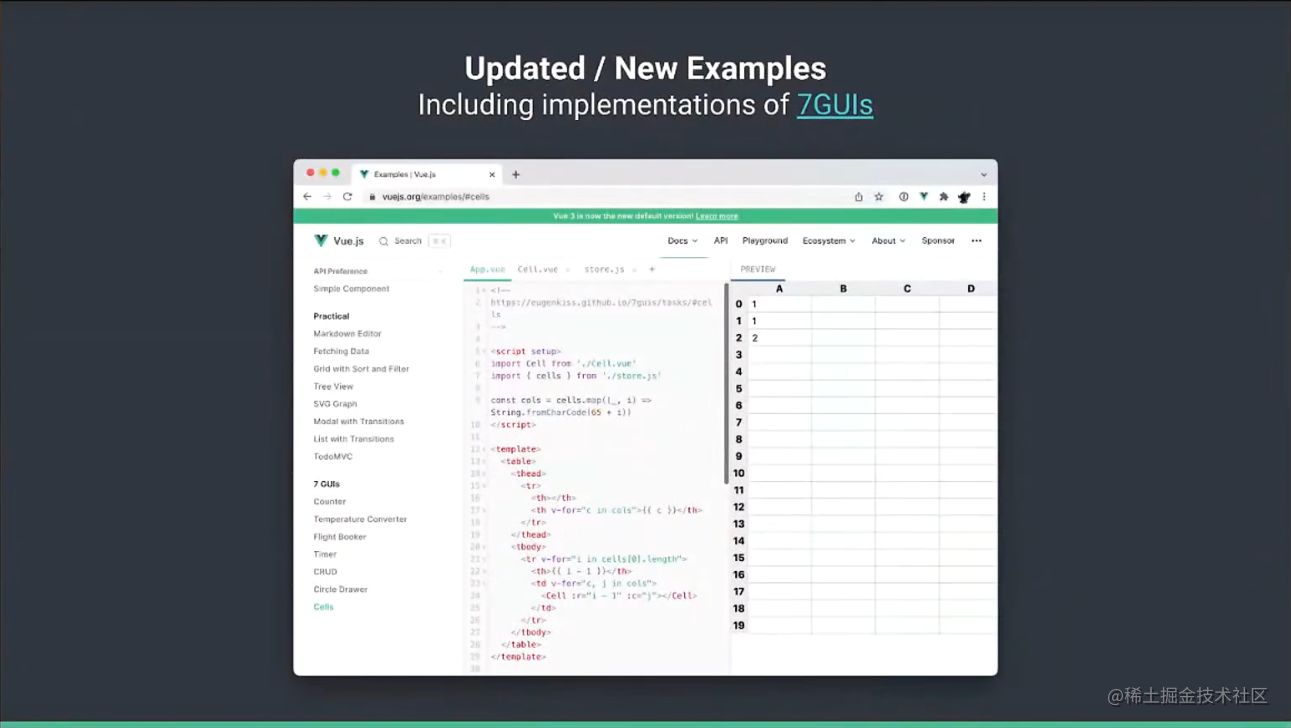 Updated / New Examples
Including implementations of 7GUIs
Examples | Vue.js
vuejs.org/examples/#cells
Vue 3 is now the new default version! Learn more
Vue.js
Search
⌘ K
Docs
API
Playground
Ecosystem
About
Sponsor
API Preference
Simple Component
Practical
Markdown Editor
Fetching Data
Grid with Sort and Filter
Tree View
SVG Graph
Modal with Transitions
List with Transitions
TodoMVC
7 GUIs
Counter
Temperature Converter
Flight Booker
Timer
CRUD
Circle Drawer
Cells
App.vue Cell.vue store.js +
1 <!--
2 https://eugenkiss.github.io/7guis/tasks/#cel
ls
3 -->
4
5 <script setup>
6 import Cell from './Cell.vue'
7 import { cells } from './store.js'
8
9 const cols = cells.map((_, i) =>
String.fromCharCode(65 + i))
10 </script>
11
12 <template>
13 <table>
14 <thead>
15 <tr>
16 <th></th>
17 <th v-for="c in cols">{{ c }}</th>
18 </tr>
19 </thead>
20 <tbody>
21 <tr v-for="i in cells[0].length">
22 <th>{{ i - 1 }}</th>
23 <td v-for="c, j in cols">
24 <Cell :r="i - 1" :c="j"></Cell>
25 </td>
26 </tr>
27 </tbody>
28 </table>
29 </template>
30
PREVIEW
A B C D
0 1
1 1
2 2
3
4
5
6
7
8
9
10
11
12
13
14
15
16
17
18
19
@稀土掘金技术社区